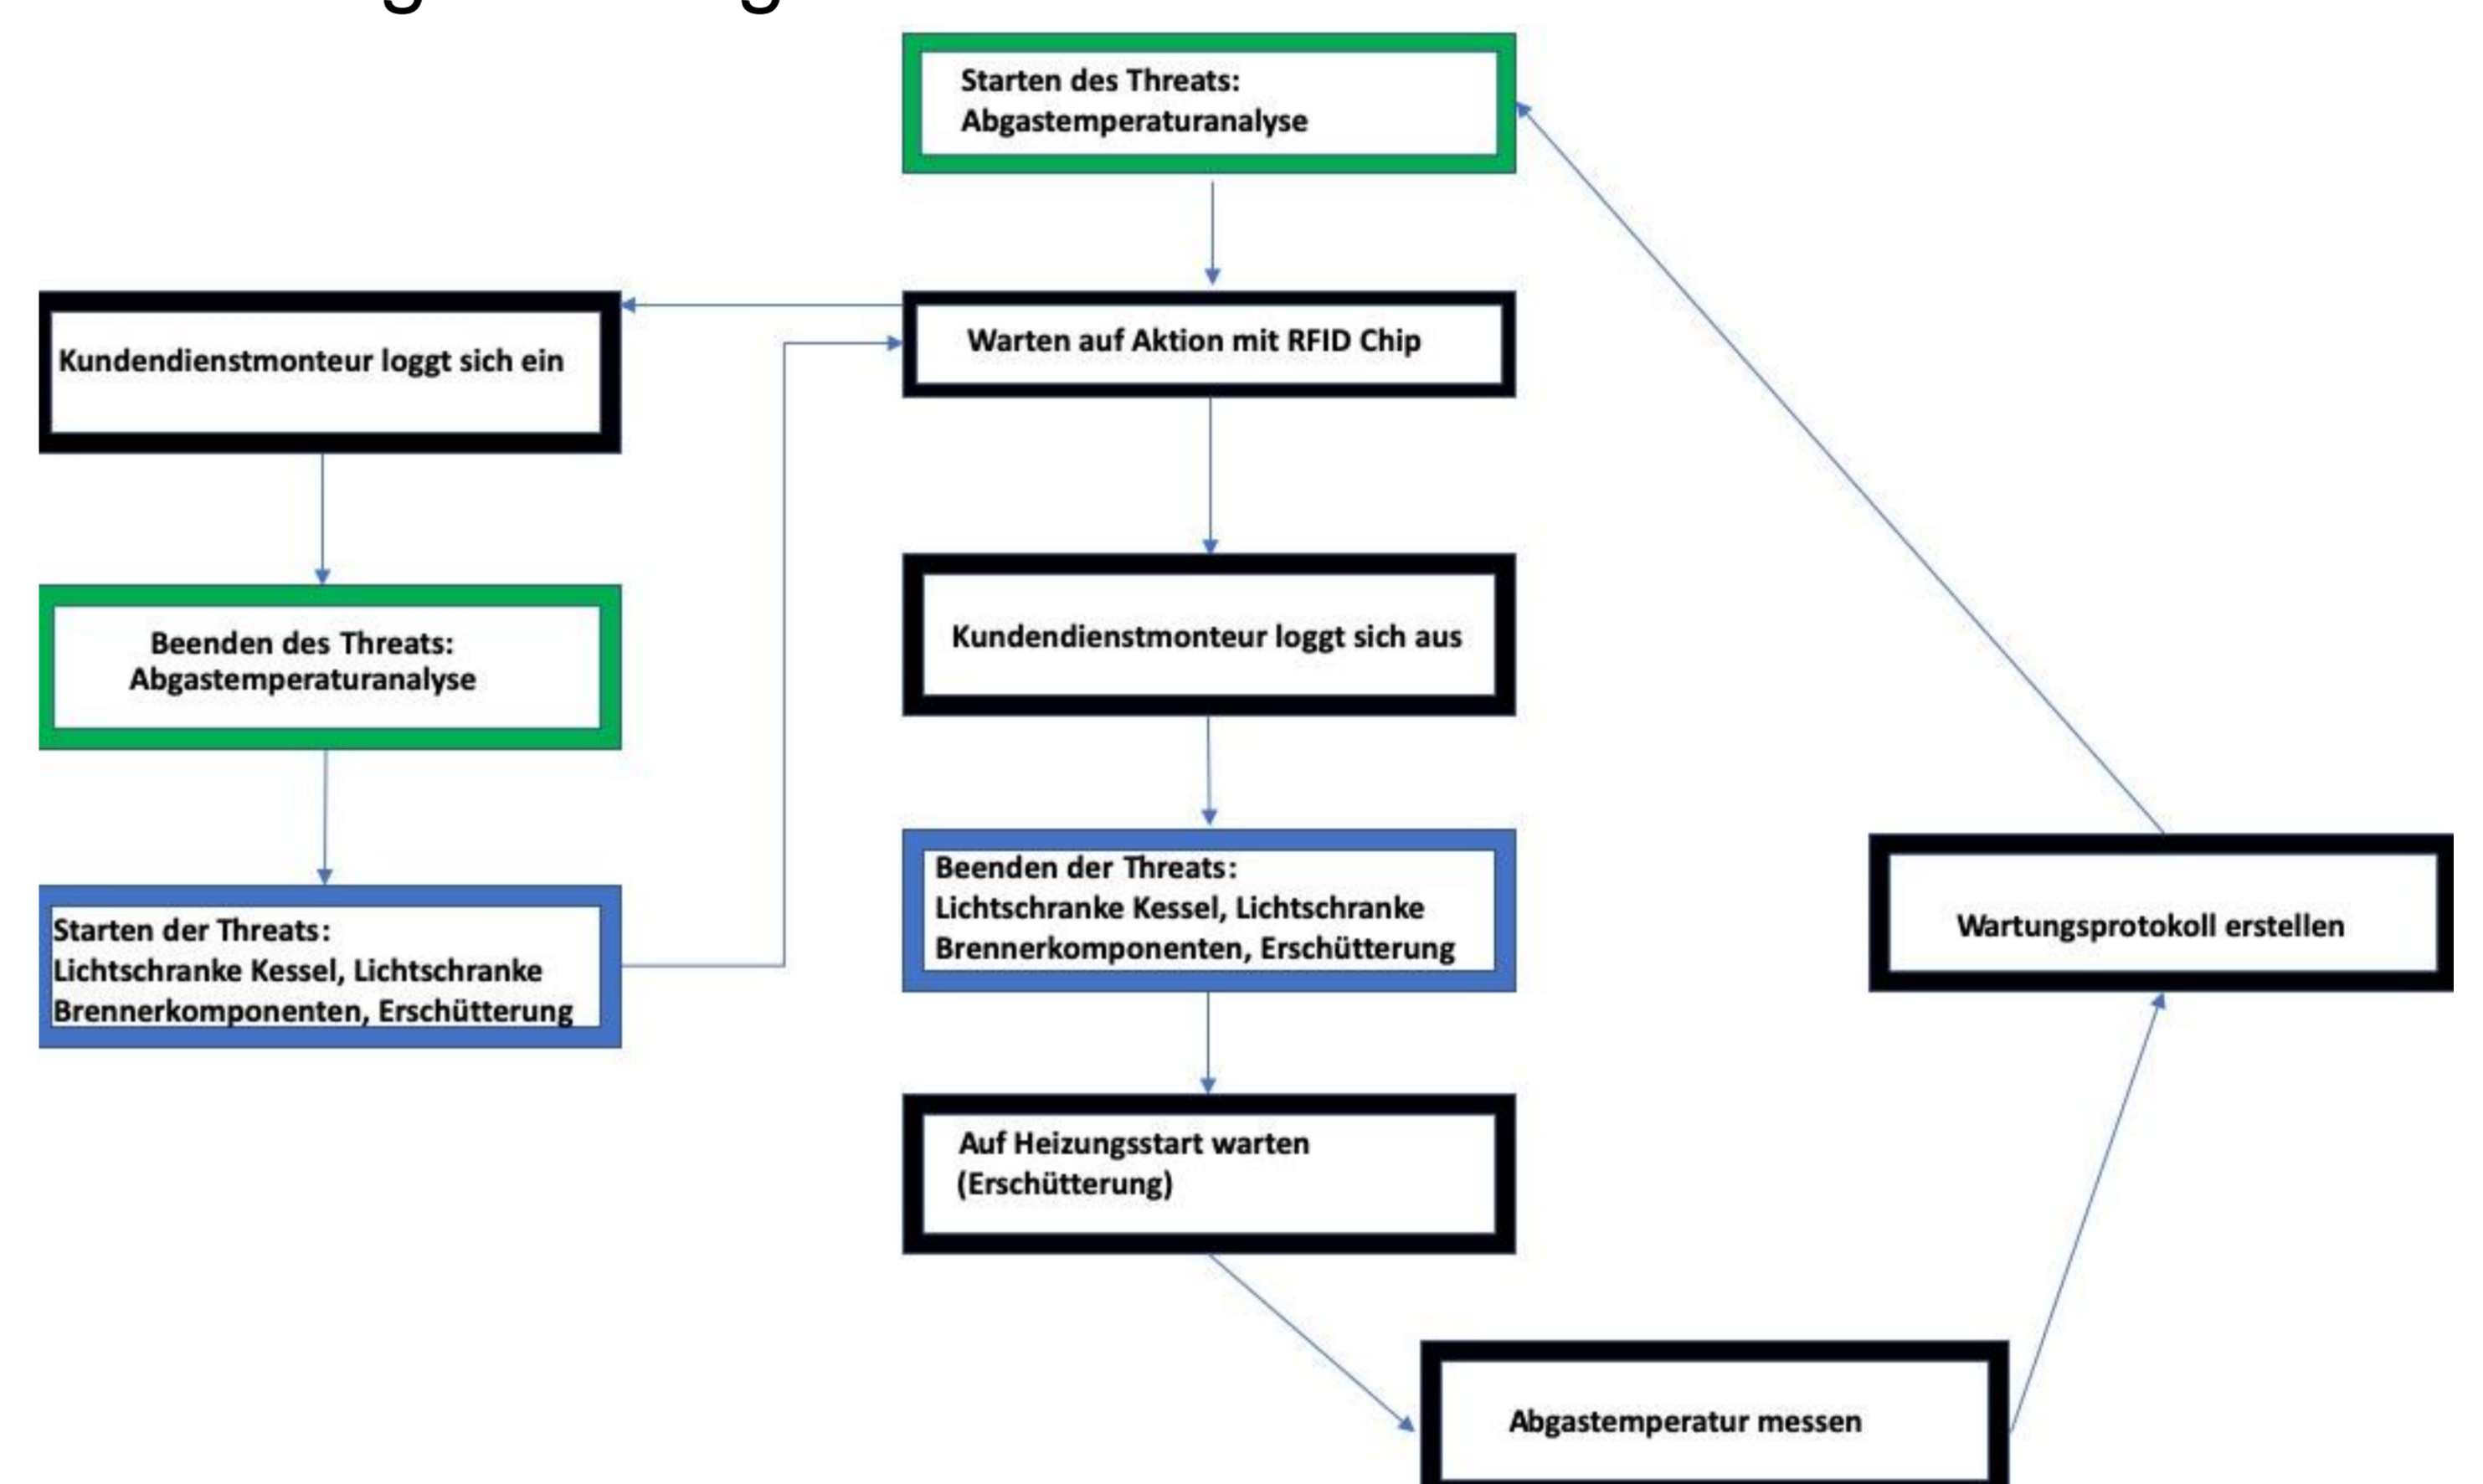 Starten des Threats:
Abgastemperaturanalyse
Kundendienstmonteur loggt sich ein
Warten auf Aktion mit RFID Chip
Beenden des Threats:
Abgastemperaturanalyse
Kundendienstmonteur loggt sich aus
Starten der Threats:
Lichtschranke Kessel, Lichtschranke
Brennerkomponenten, Erschütterung
Beenden der Threats:
Lichtschranke Kessel, Lichtschranke
Brennerkomponenten, Erschütterung
Wartungsprotokoll erstellen
Auf Heizungsstart warten
(Erschütterung)
Abgastemperatur messen